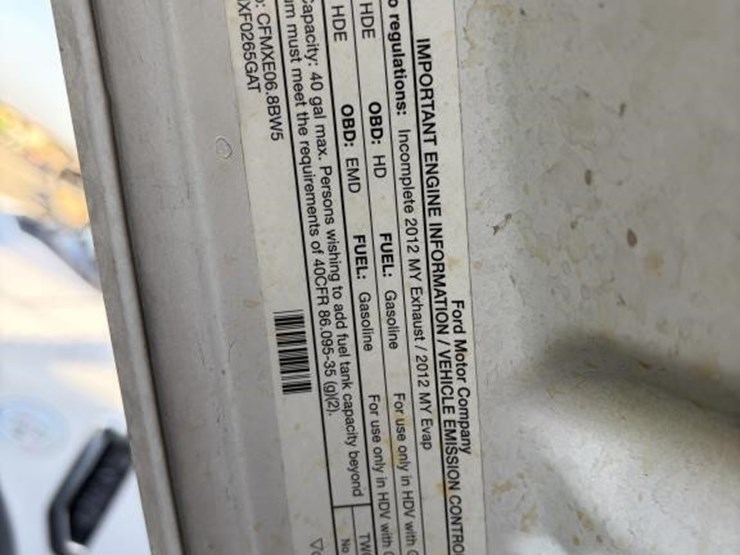 Ford Motor Company
IMPORTANT ENGINE INFORMATION / VEHICLE EMISSION CONTRO
o regulations: Incomplete 2012 MY Exhaust / 2012 MY Evap
HDE OBD: HD FUEL: Gasoline For use only in HDV with G
HDE OBD: EMD FUEL: Gasoline For use only in HDV with
Capacity: 40 gal max. Persons wishing to add fuel tank capacity beyond
um must meet the requirements of 40CFR 86.095-35 (g)(2).
TWC
No
: CFMXE06.8BW5
XF0265GAT